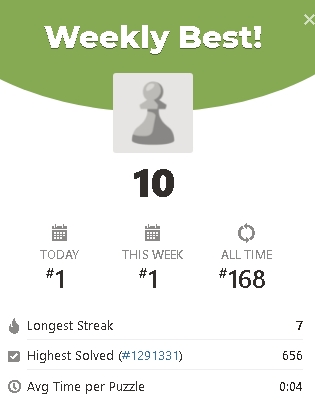 Weekly Best!
10
TODAY THIS WEEK ALL TIME
#1 #1 #168
Longest Streak 7
Highest Solved (#1291331) 656
Avg Time per Puzzle 0:04